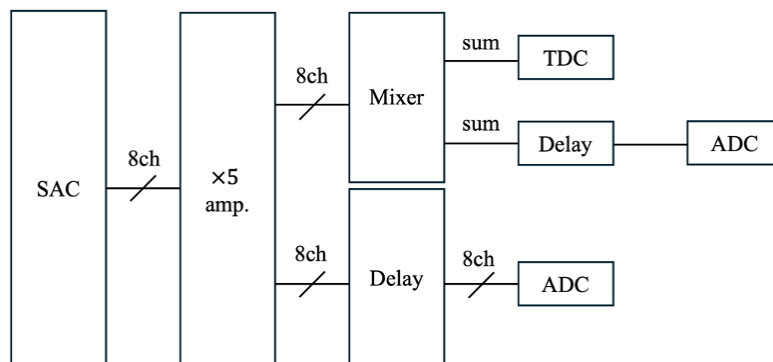 SAC
8ch
×5
amp.
8ch
Mixer
sum
TDC
sum
Delay
ADC
8ch
Delay
8ch
ADC